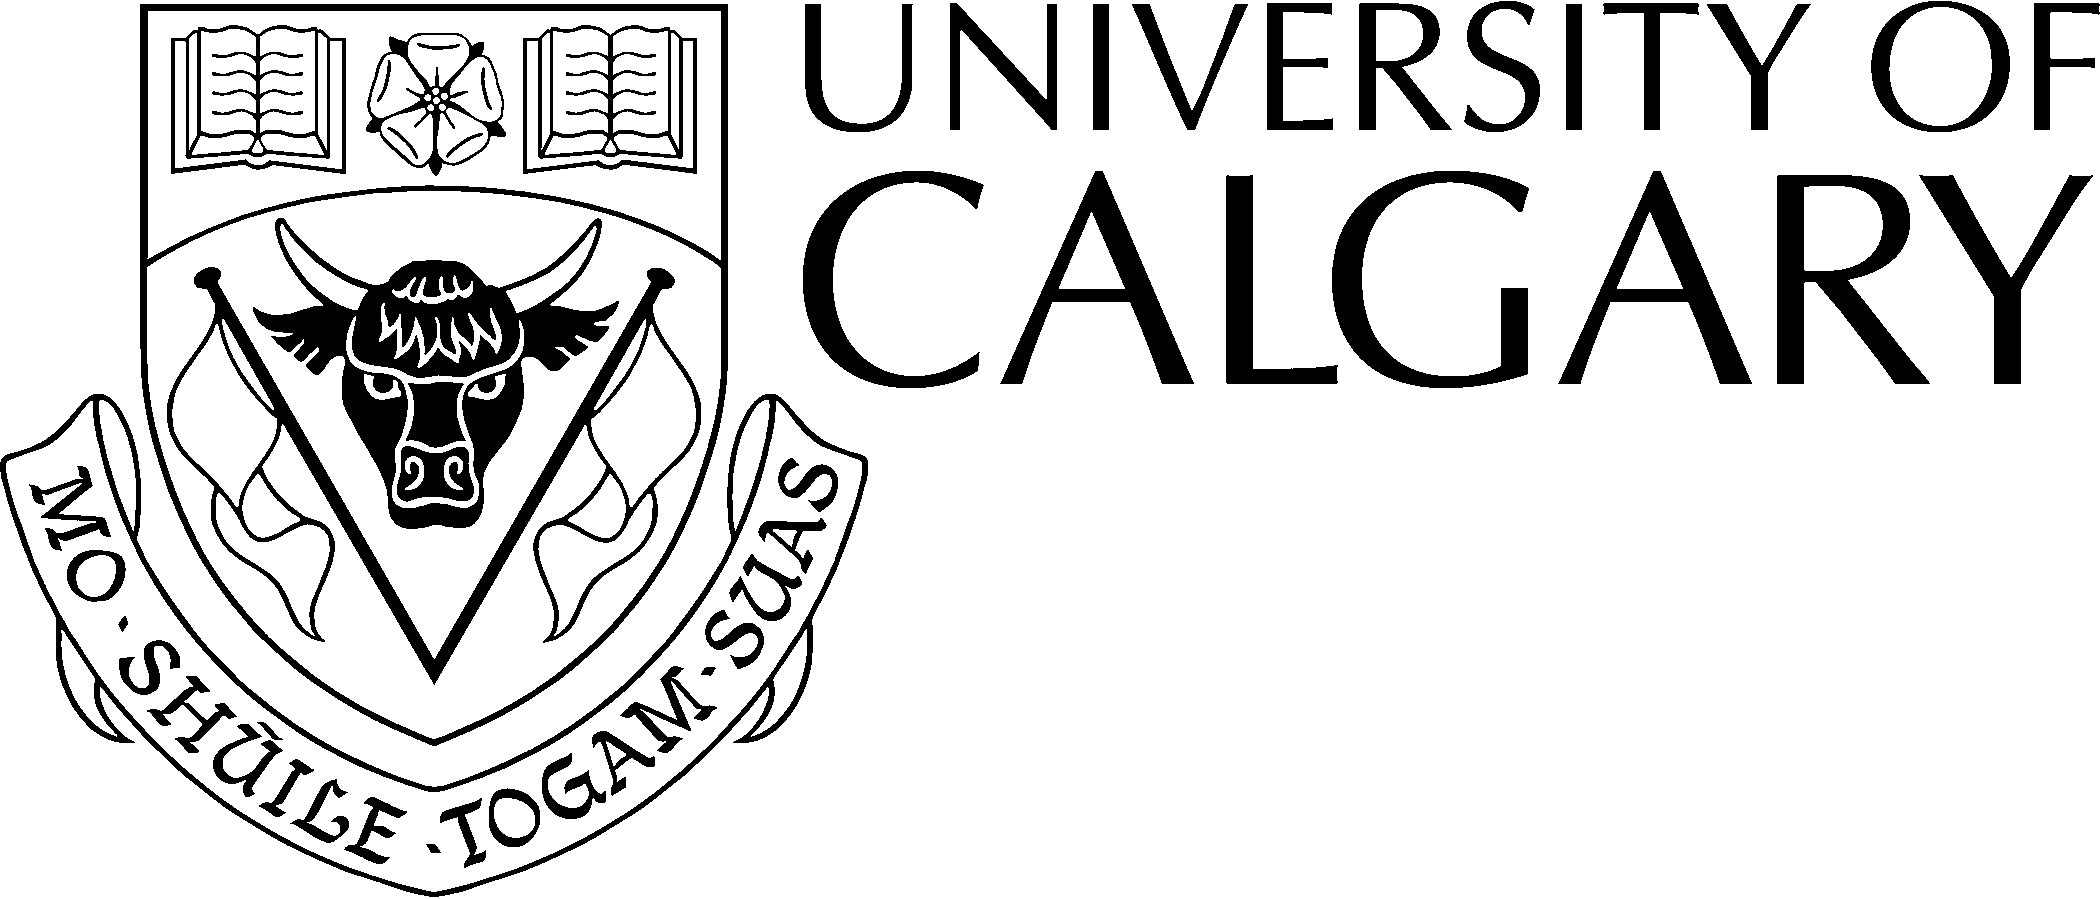 UNIVERSITY OF
CALGARY
MO · SHÙILE · TOGAM · SUAS